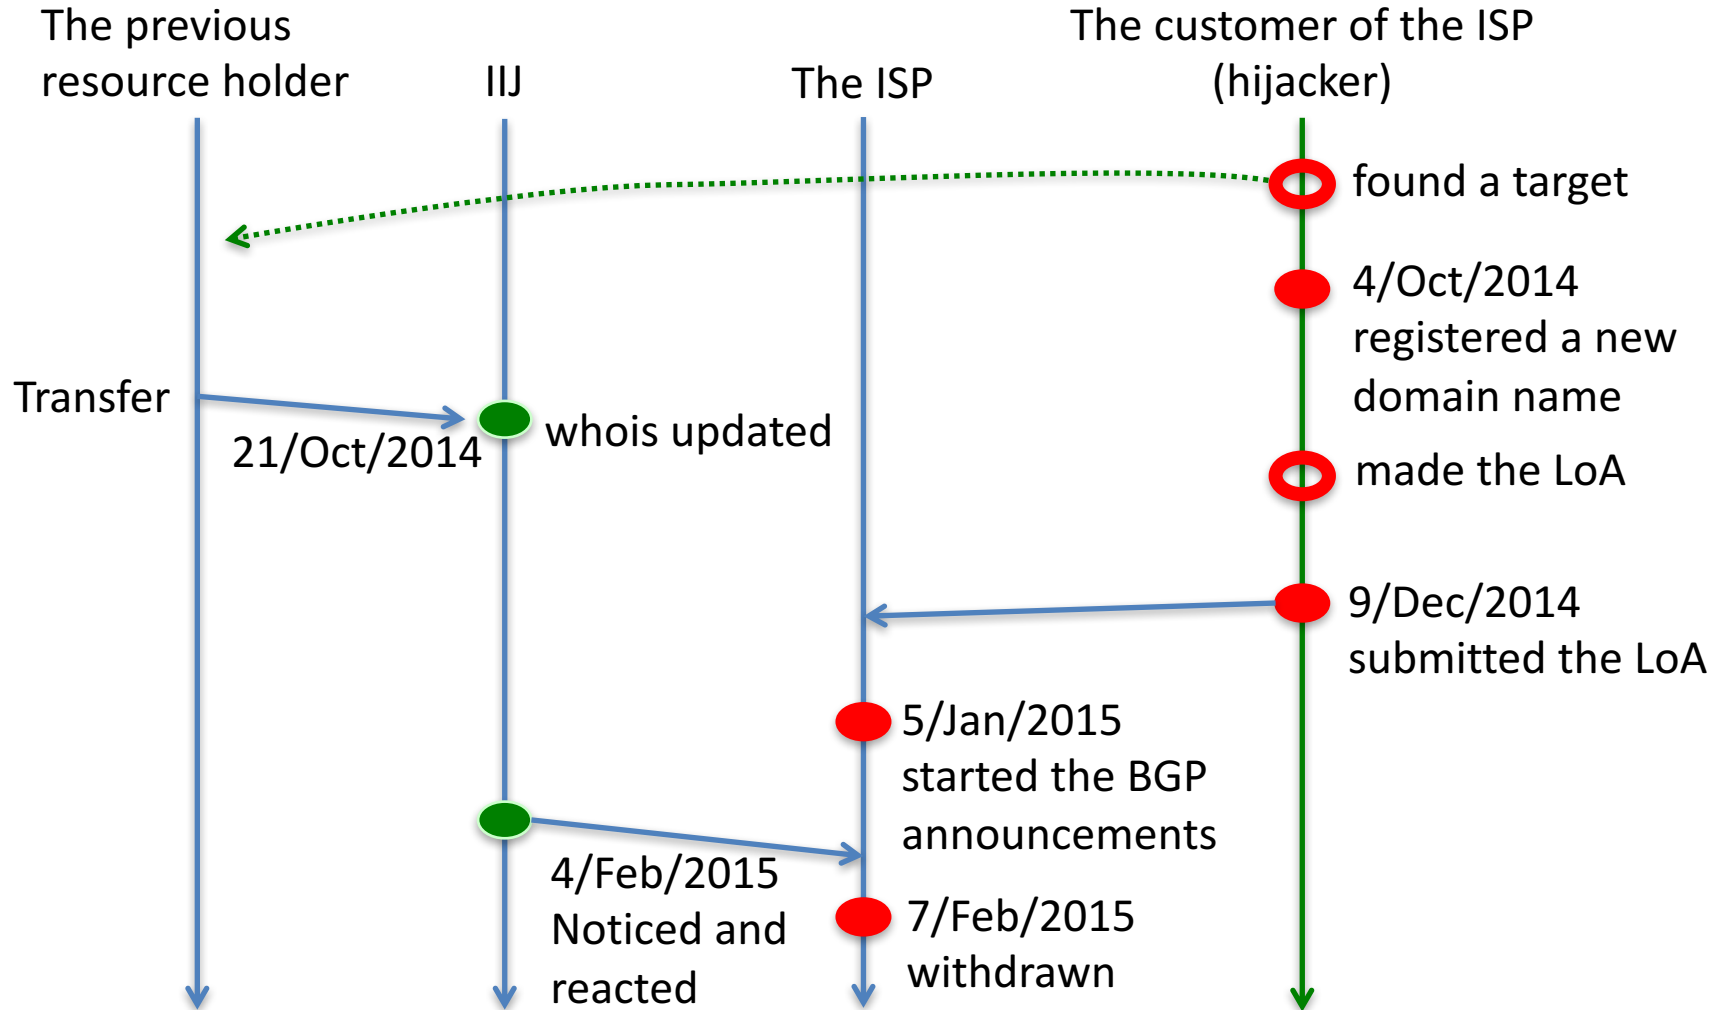 The previous
resource holder
IIJ
The ISP
The customer of the ISP
(hijacker)
found a target
4/Oct/2014
registered a new
domain name
Transfer
21/Oct/2014
whois updated
made the LoA
9/Dec/2014
submitted the LoA
5/Jan/2015
started the BGP
announcements
4/Feb/2015
Noticed and
reacted
7/Feb/2015
withdrawn